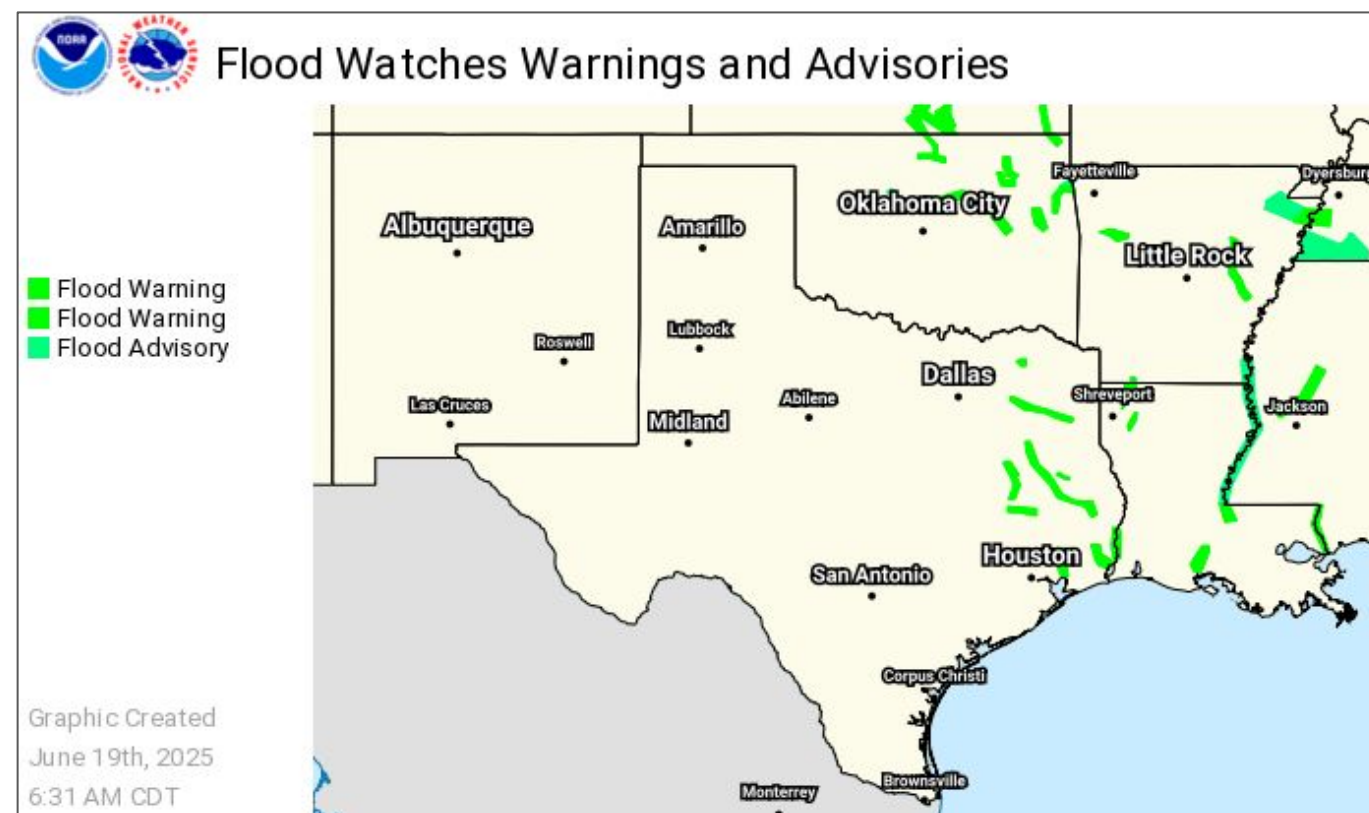 NOAA
NATIONAL WEATHER SERVICE
Flood Watches Warnings and Advisories
Fayetteville
Dyersburg
Oklahoma City
Albuquerque
Amarillo
Little Rock
Flood Warning
Flood Warning
Flood Advisory
Lubbock
Roswell
Dallas
Las Cruces
Abilene
Shreveport
Jackson
Midland
Houston
San Antonio
Corpus Christi
Graphic Created
June 19th, 2025
6:31 AM CDT
Brownsville
Monterrey